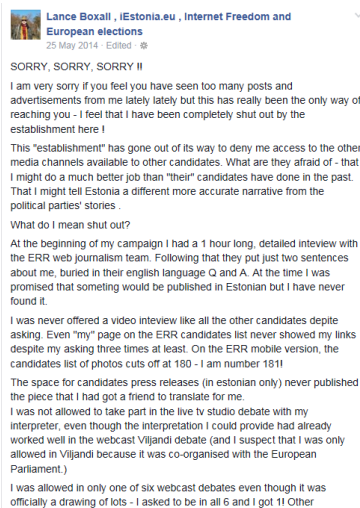 Lance Boxall , iEstonia.eu , Internet Freedom and
European elections
25 May 2014 · Edited ·
SORRY, SORRY, SORRY !!
I am very sorry if you feel you have seen too many posts and
advertisements from me lately lately but this has really been the only way of
reaching you - I feel that I have been completely shut out by the
establishment here !
This "establishment" has gone out of its way to deny me access to the other
media channels available to other candidates. What are they afraid of - that
I might do a much better job than "their" candidates have done in the past.
That I might tell Estonia a different more accurate narrative from the
political parties' stories .
What do I mean shut out?
At the beginning of my campaign I had a 1 hour long, detailed inteview with
the ERR web journalism team. Following that they put just two sentences
about me, buried in their english language Q and A. At the time I was
promised that someting would be published in Estonian but I have never
found it.
I was never offered a video inteview like all the other candidates depite
asking. Even "my" page on the ERR candidates list never showed my links
despite my asking three times at least. On the ERR mobile version, the
candidates list of photos cuts off at 180 - I am number 181!
The space for candidates press releases (in estonian only) never published
the piece that I had got a friend to translate for me.
I was not allowed to take part in the live tv studio debate with my
interpreter, even though the interpretation I could provide had already
worked well in the webcast Viljandi debate (and I suspect that I was only
allowed in Viljandi because it was co-organised with the European
Parliament.)
I was allowed in only one of six webcast debates even though it was
officially a drawing of lots - I asked to be in all 6 and I got 1! Other